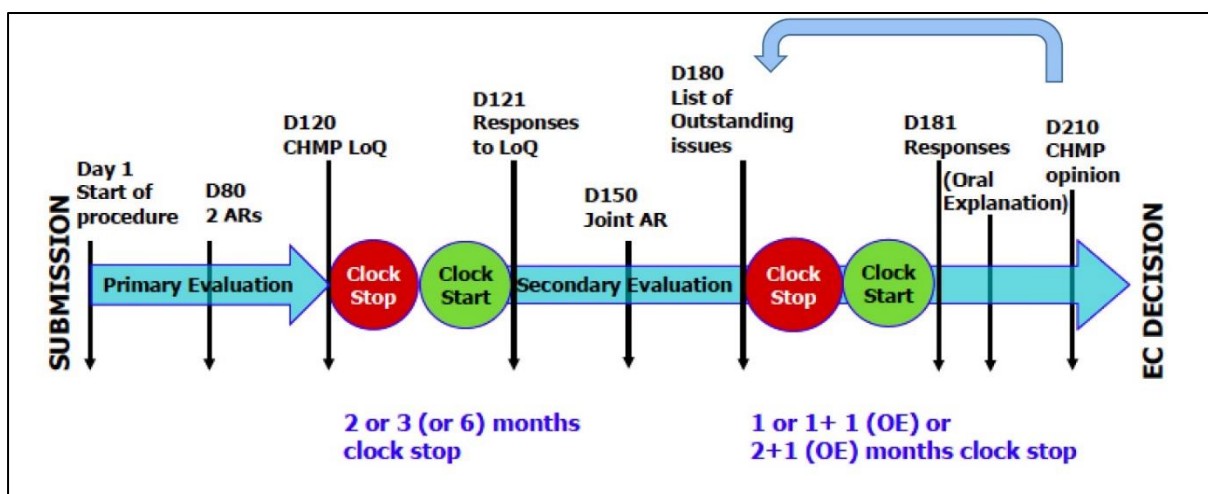 SUBMISSION
Day 1
Start of
procedure
D80
2 ARs
D120
CHMP LoQ
D121
Responses
to LoQ
D150
Joint AR
D180
List of
Outstanding
issues
D181
Responses
(Oral
Explanation)
D210
CHMP
opinion
Primary Evaluation
Clock
Stop
Clock
Start
Secondary Evaluation
Clock
Stop
Clock
Start
EC DECISION
2 or 3 (or 6) months
clock stop
1 or 1+ 1 (OE) or
2+1 (OE) months clock stop